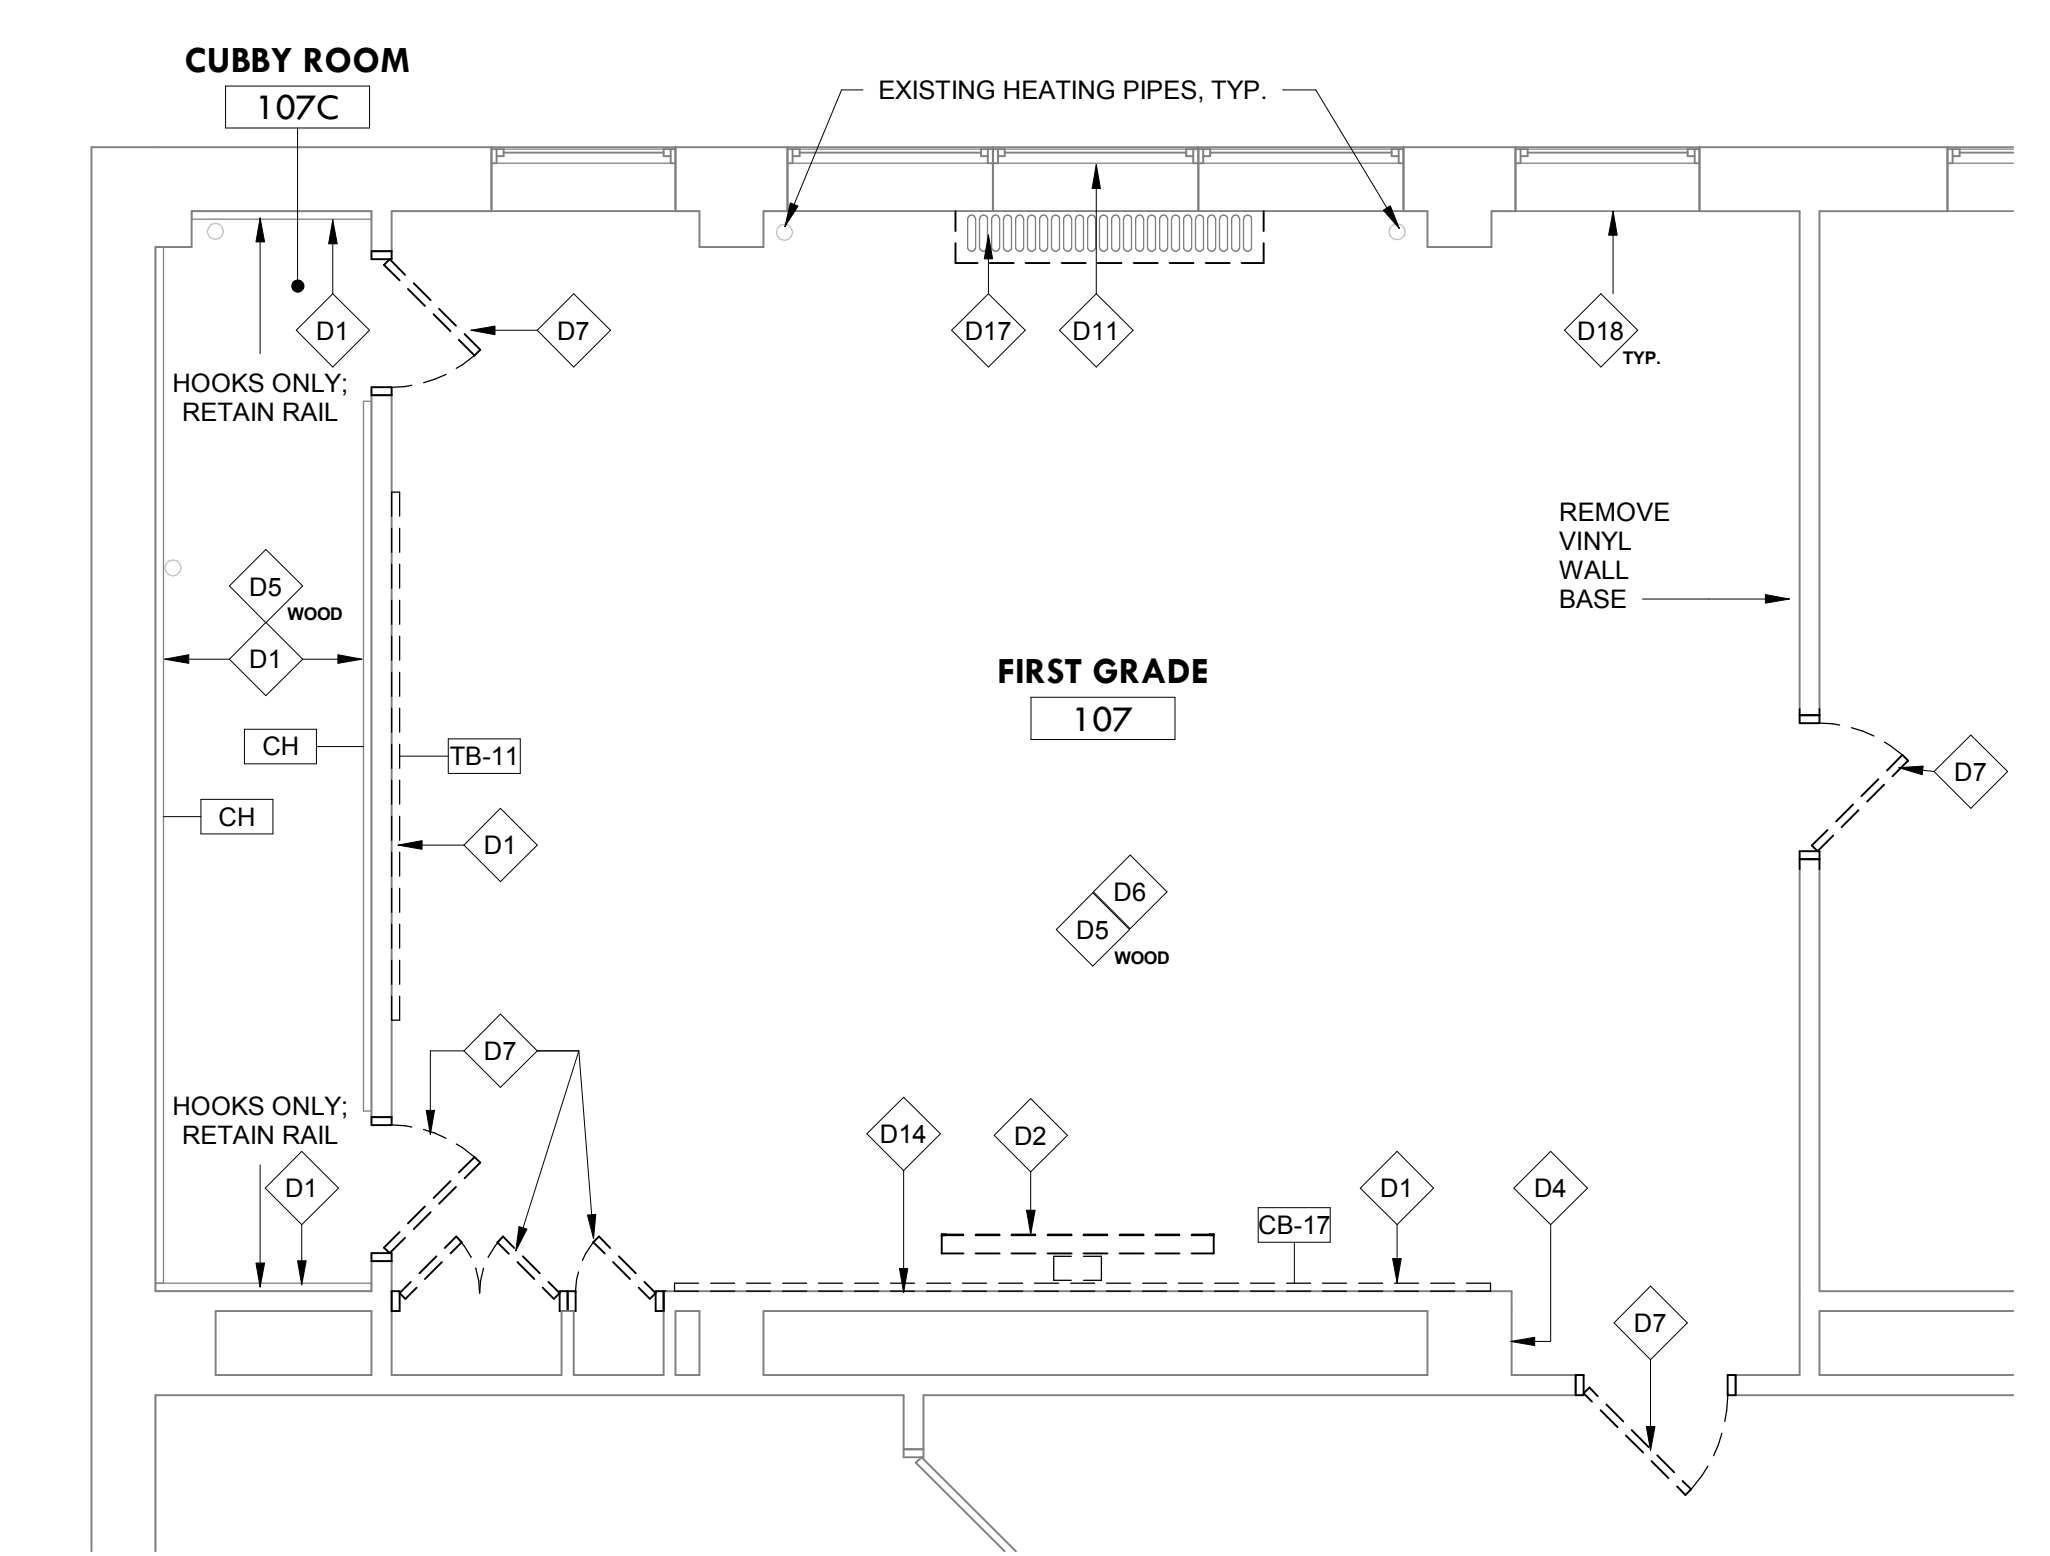 CUBBY ROOM
107C
EXISTING HEATING PIPES, TYP.
D1
D7
D17
D11
D18
TYP.
HOOKS ONLY;
RETAIN RAIL
REMOVE
VINYL
WALL
BASE
D5
WOOD
D1
FIRST GRADE
107
CH
TB-11
D7
CH
D1
D6
D5
WOOD
D7
HOOKS ONLY;
RETAIN RAIL
D14
D2
D1
D1
D4
CB-17
D7